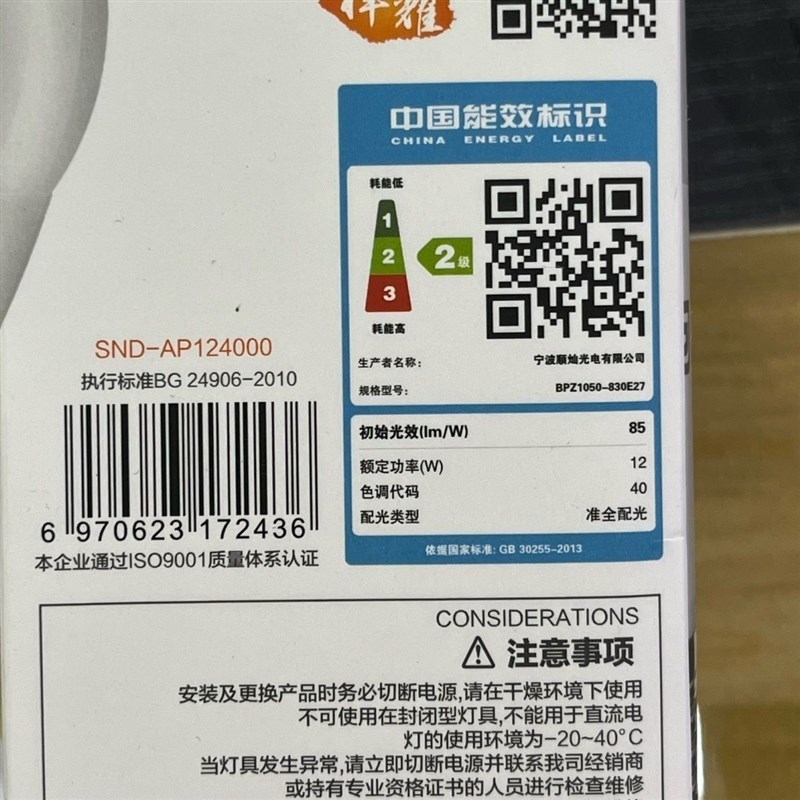 祥耀
中国能效标识
CHINA ENERGY LABEL
耗能低
1
2
3
2级
耗能高
生产者名称: 宁波顺灿光电有限公司
规格型号: BPZ1050-830E27
初始光效(lm/W) 85
额定功率(W) 12
色调代码 40
配光类型 准全配光
依据国家标准: GB 30255-2013
SND-AP124000
执行标准BG 24906-2010
6 970623 172436
本企业通过ISO9001质量体系认证
CONSIDERATIONS
注意事项
安装及更换产品时务必切断电源,请在干燥环境下使用
不可使用在封闭型灯具,不能用于直流电
灯的使用环境为-20~40°C
当灯具发生异常,请立即切断电源并联系我司经销商
或持有专业资格证书的人员进行检查维修